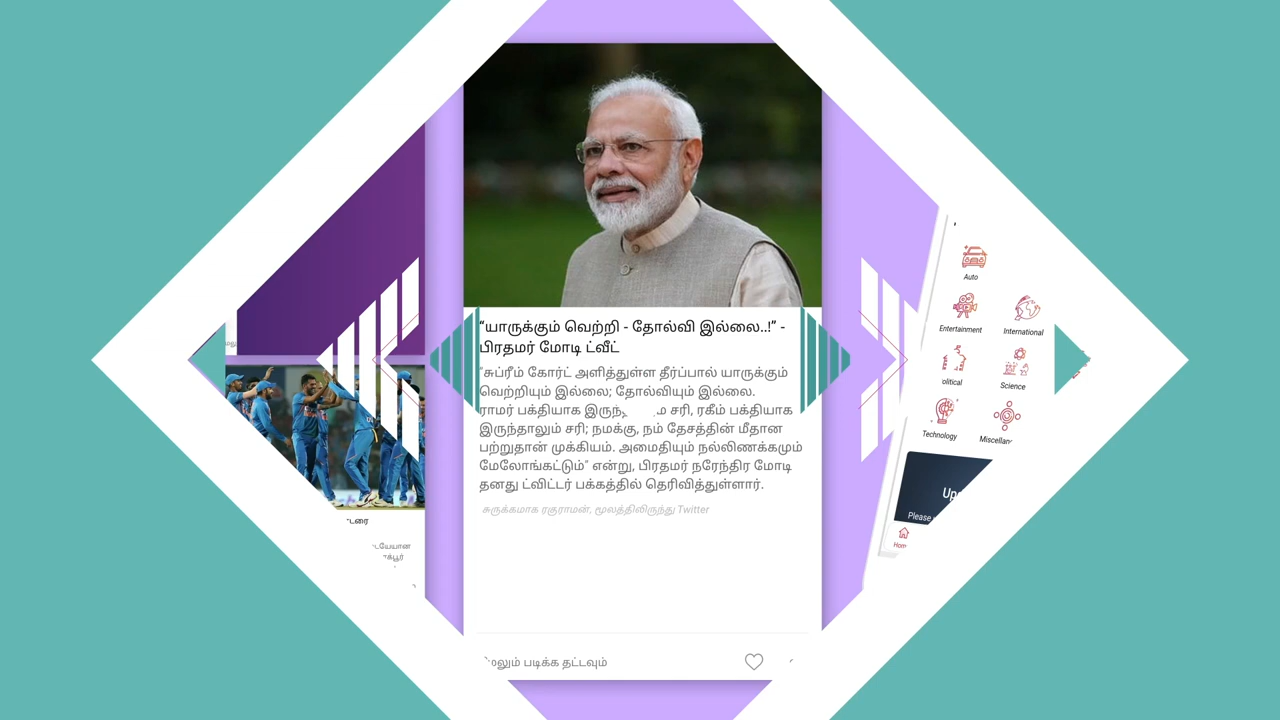 “யாருக்கும் வெற்றி - தோல்வி இல்லை..!” -
பிரதமர் மோடி ட்வீட்
"சுப்ரீம் கோர்ட் அளித்துள்ள தீர்ப்பால் யாருக்கும்
வெற்றியும் இல்லை; தோல்வியும் இல்லை.
ராமர் பக்தியாக சரி, ரகீம் பக்தியாக
இருந்தாலும் சரி; நமக்கு, நம் தேசத்தின் மீதான
பற்றுதான் முக்கியம். அமைதியும் நல்லிணக்கமும்
மேலோங்கட்டும்" என்று, பிரதமர் நரேந்திர மோடி
தனது ட்விட்டர் பக்கத்தில் தெரிவித்துள்ளார்.
சுருக்கமாக ரகுராமன், மூலத்திலிருந்து Twitter
படிக்க தட்டவும்
Auto
Entertainment
International
Science
Technology
Please